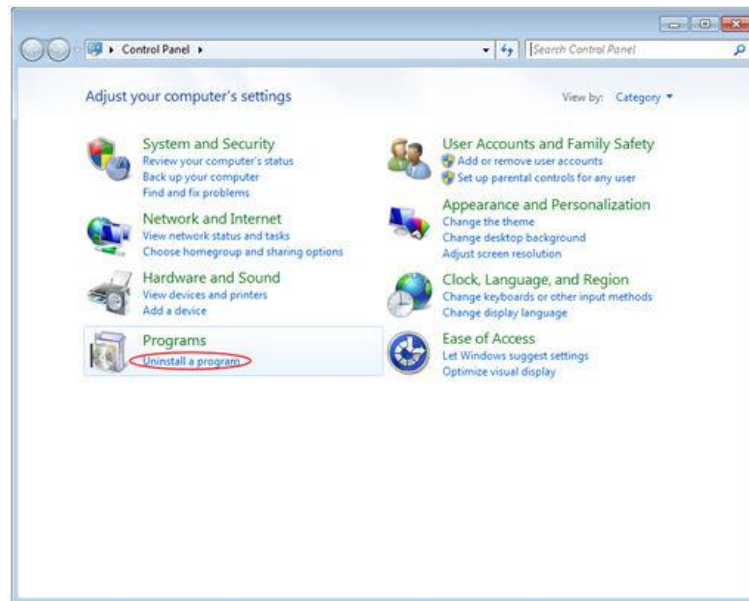 Control Panel
Search Control Panel
Adjust your computer's settings
View by: Category
System and Security
Review your computer's status
Back up your computer
Find and fix problems
Network and Internet
View network status and tasks
Choose homegroup and sharing options
Hardware and Sound
View devices and printers
Add a device
Programs
Uninstall a program
User Accounts and Family Safety
Add or remove user accounts
Set up parental controls for any user
Appearance and Personalization
Change the theme
Change desktop background
Adjust screen resolution
Clock, Language, and Region
Change keyboards or other input methods
Change display language
Ease of Access
Let Windows suggest settings
Optimize visual display